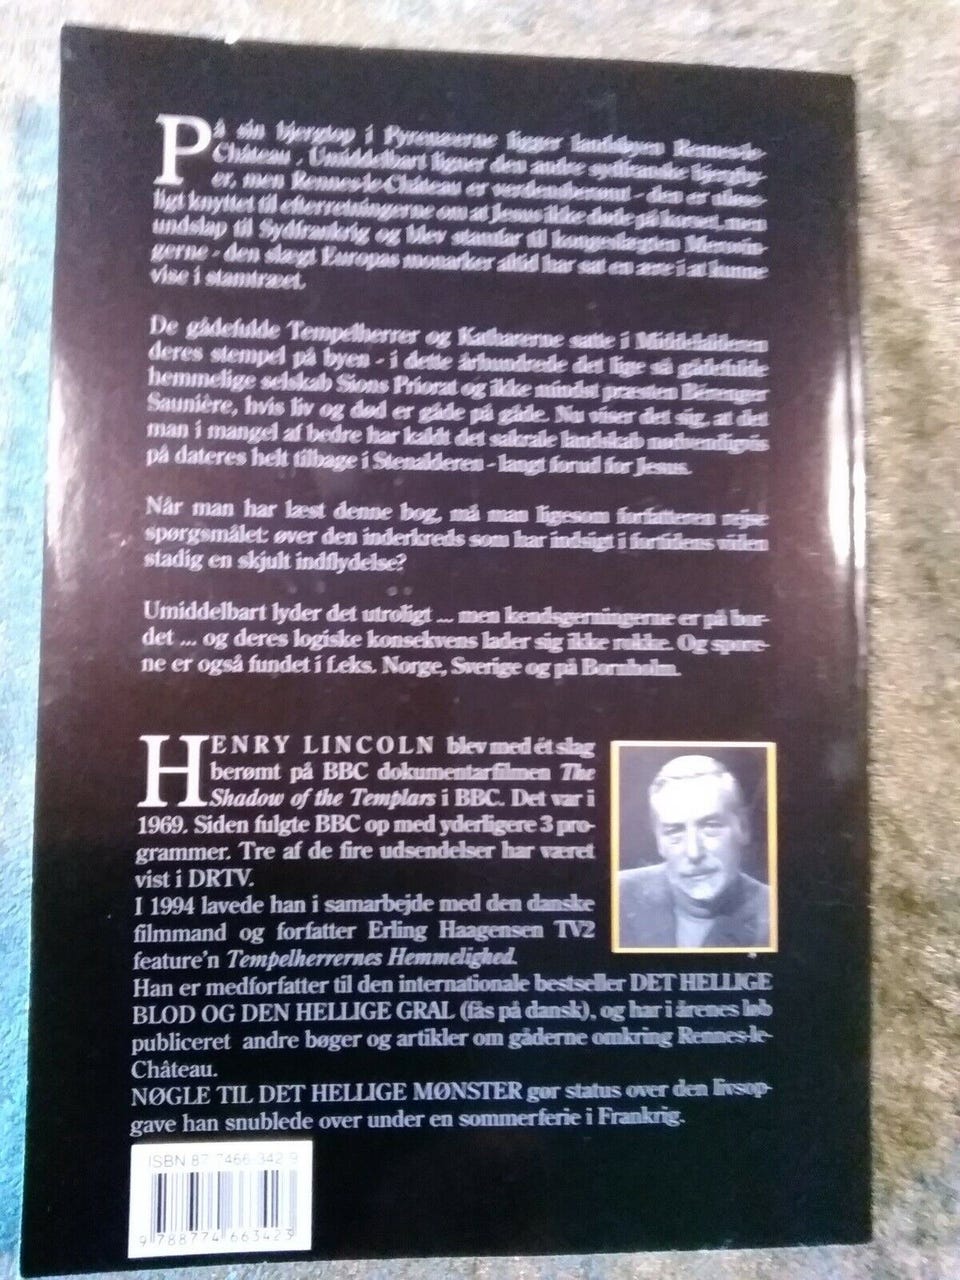 På sin bjergtop i Pyrenæerne ligger landsbyen Rennes-le-
Château . Umiddelbart ligner den andre sydfranske bjergby-
er, men Rennes-le-Château er verdensberømt - den er uløse-
ligt knyttet til efterretningerne om at Jesus ikke døde på korset, men
undslap til Sydfrankrig og blev stamfar til kongeslægten Merovin-
gerne - den slægt Europas monarker altid har sat en ære i at kunne
vise i stamtræet.
De gådefulde Tempelherrer og Katharerne satte i Middelalderen
deres stempel på byen - i dette århundrede det lige så gådefulde
hemmelige selskab Sions Priorat og ikke mindst præsten Bérenger
Saunière, hvis liv og død er gåde på gåde. Nu viser det sig, at det
man i mangel af bedre har kaldt det sakrale landskab nødvendigvis
på dateres helt tilbage i Stenalderen - langt forud for Jesus.
Når man har læst denne bog, må man ligesom forfatteren rejse
spørgsmålet: øver den inderkreds som har indsigt i fortidens viden
stadig en skjult indflydelse?
Umiddelbart lyder det utroligt ... men kendsgerningerne er på bor-
det ... og deres logiske konsekvens lader sig ikke rokke. Og spore-
ne er også fundet i f.eks. Norge, Sverige og på Bornholm.
HENRY LINCOLN blev med ét slag
berømt på BBC dokumentarfilmen The
Shadow of the Templars i BBC. Det var i
1969. Siden fulgte BBC op med yderligere 3 pro-
grammer. Tre af de fire udsendelser har været
vist i DRTV.
I 1994 lavede han i samarbejde med den danske
filmmand og forfatter Erling Haagensen TV2
feature'n Tempelherrernes Hemmelighed.
Han er medforfatter til den internationale bestseller DET HELLIGE
BLOD OG DEN HELLIGE GRAL (fås på dansk), og har i årenes løb
publiceret andre bøger og artikler om gåderne omkring Rennes-le-
Château.
NØGLE TIL DET HELLIGE MØNSTER gør status over den livsop-
gave han snublede over under en sommerferie i Frankrig.
ISBN 87 7466 342 9
9 788774 663423